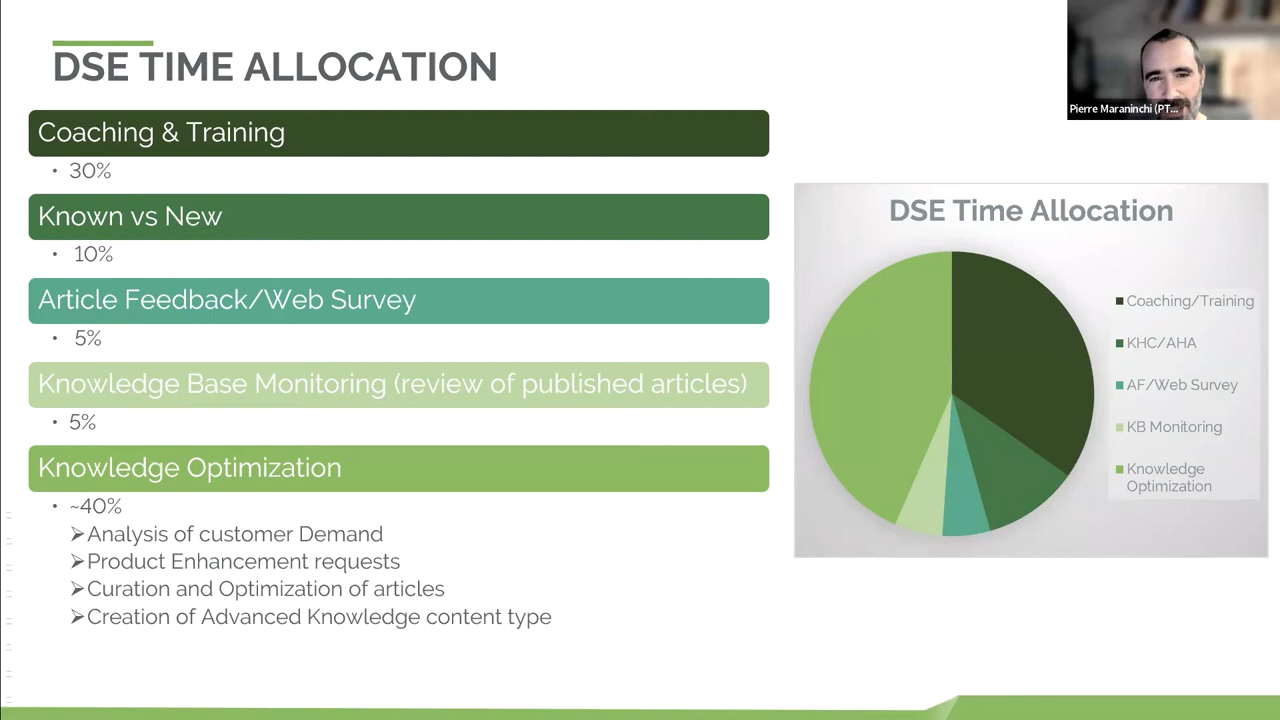 DSE TIME ALLOCATION
Coaching & Training
• 30%
Known vs New
• 10%
Article Feedback/Web Survey
• 5%
Knowledge Base Monitoring (review of published articles)
• 5%
Knowledge Optimization
• ~40%
➢Analysis of customer Demand
➢Product Enhancement requests
➢Curation and Optimization of articles
➢Creation of Advanced Knowledge content type
Pierre Maraninchi (PT...
DSE Time Allocation
Coaching/Training
KHC/AHA
AF/Web Survey
KB Monitoring
Knowledge
Optimization